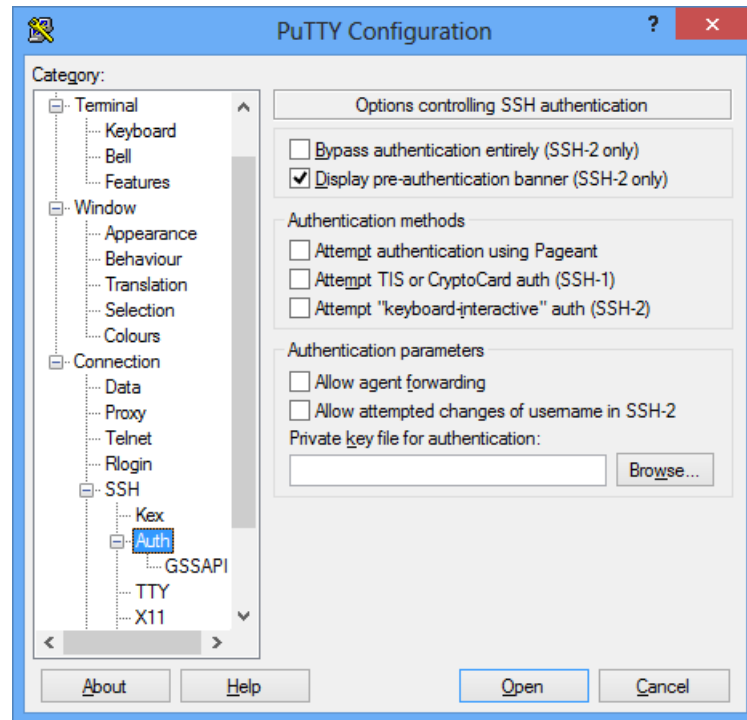 PuTTY Configuration
?
Category:
Terminal
Keyboard
Bell
Features
Window
Appearance
Behaviour
Translation
Selection
Colours
Connection
Data
Proxy
Telnet
Rlogin
SSH
Kex
Auth
GSSAPI
TTY
X11
Options controlling SSH authentication
Bypass authentication entirely (SSH-2 only)
Display pre-authentication banner (SSH-2 only)
Authentication methods
Attempt authentication using Pageant
Attempt TIS or CryptoCard auth (SSH-1)
Attempt "keyboard-interactive" auth (SSH-2)
Authentication parameters
Allow agent forwarding
Allow attempted changes of username in SSH-2
Private key file for authentication:
Browse...
About
Help
Open
Cancel